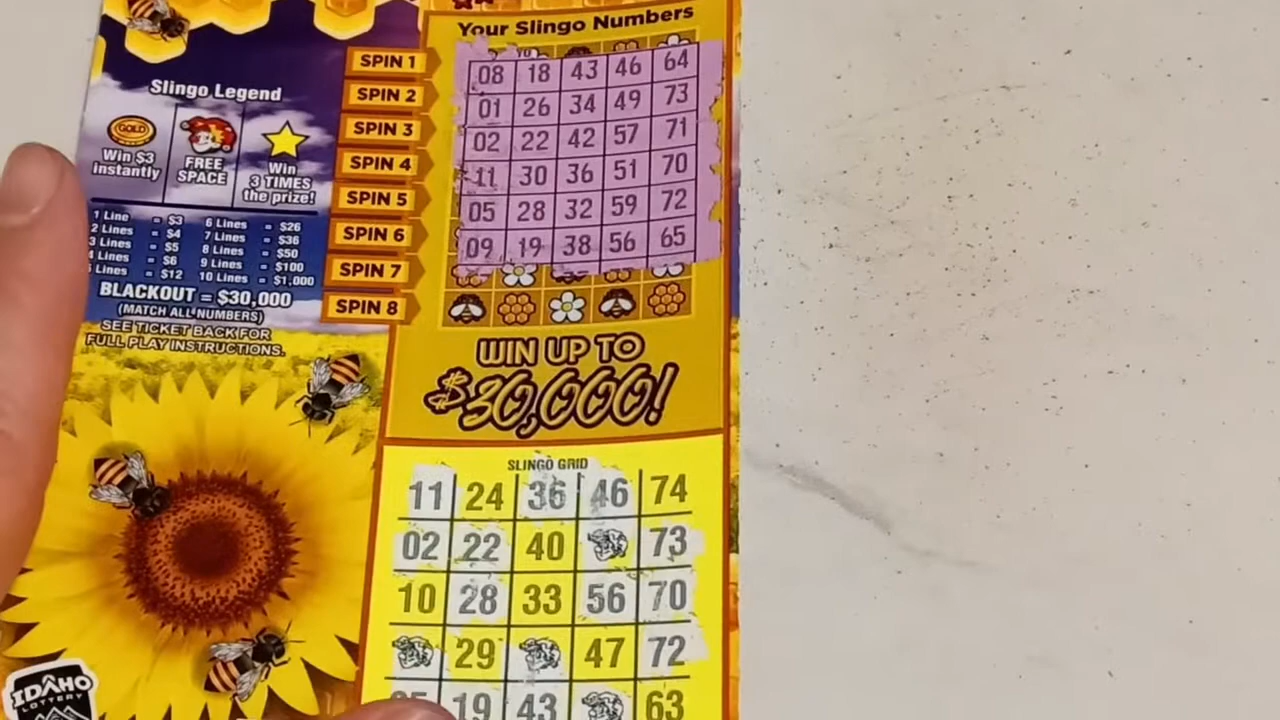 Your Slingo Numbers
SPIN 1
08 18 43 46 64
SPIN 2
01 26 34 49 73
SPIN 3
02 22 42 57 71
SPIN 4
11 30 36 51 70
SPIN 5
05 28 32 59 72
SPIN 6
09 19 38 56 65
SPIN 7
SPIN 8
Slingo Legend
GOLD
Win $3
instantly
FREE
SPACE
Win
3 TIMES
the prize!
1 Line = $3 6 Lines = $26
2 Lines = $4 7 Lines = $36
3 Lines = $5 8 Lines = $50
Lines = $6 9 Lines = $100
Lines = $12 10 Lines = $1,000
BLACKOUT = $30,000
(MATCH ALL NUMBERS)
SEE TICKET BACK FOR
FULL PLAY INSTRUCTIONS.
WIN UP TO
$30,000!
SLINGO GRID
11 24 36 46 74
02 22 40 73
10 28 33 56 70
29 47 72
19 43 63
IDAHO
LOTTERY